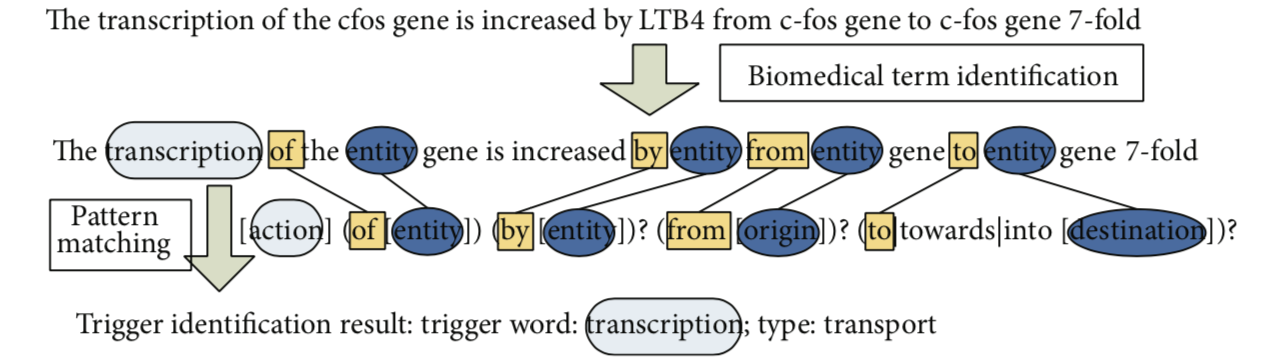 The transcription of the cfos gene is increased by LTB4 from c-fos gene to c-fos gene 7-fold
Biomedical term identification
The transcription of the entity gene is increased by entity from entity gene to entity gene 7-fold
Pattern
matching
[action] (of [entity]) (by [entity])? (from [origin])? (to|towards|into [destination])?
Trigger identification result: trigger word: transcription; type: transport